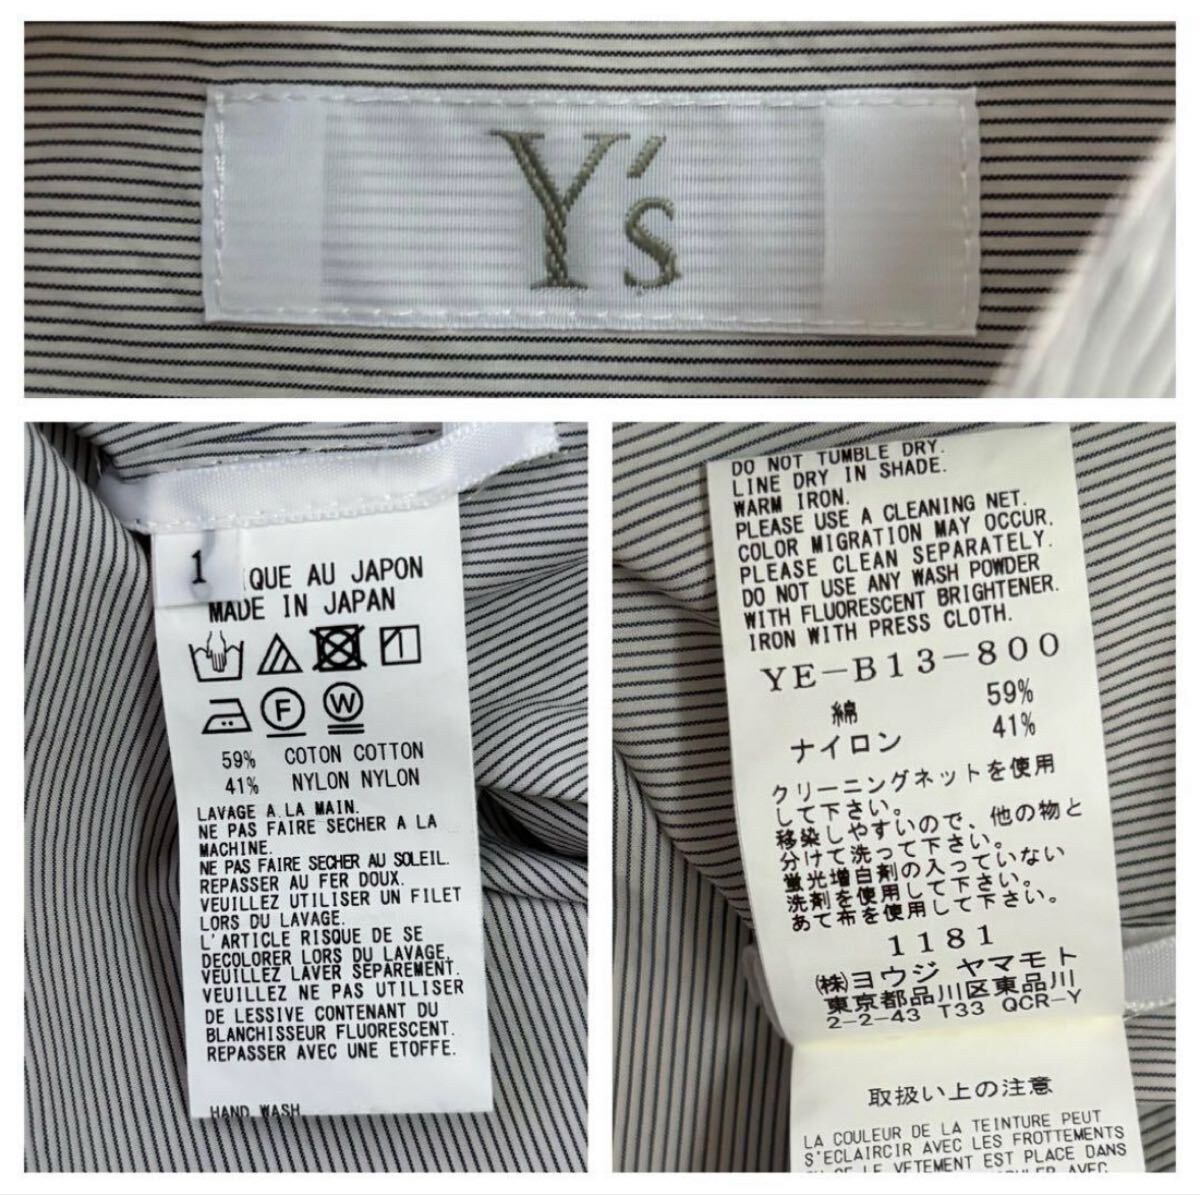 Y's
1
QUE AU JAPON
MADE IN JAPAN
F
W
59% COTON COTTON
41% NYLON NYLON
LAVAGE A LA MAIN.
NE PAS FAIRE SECHER A LA
MACHINE.
NE PAS FAIRE SECHER AU SOLEIL.
REPASSER AU FER DOUX.
VEUILLEZ UTILISER UN FILET
LORS DU LAVAGE.
L'ARTICLE RISQUE DE SE
DECOLORER LORS DU LAVAGE,
VEUILLEZ LAVER SEPAREMENT.
VEUILLEZ NE PAS UTILISER
DE LESSIVE CONTENANT DU
BLANCHISSEUR FLUORESCENT.
REPASSER AVEC UNE ETOFFE.
HAND WASH
DO NOT TUMBLE DRY.
LINE DRY IN SHADE.
WARM IRON.
PLEASE USE A CLEANING NET.
COLOR MIGRATION MAY OCCUR.
PLEASE CLEAN SEPARATELY.
DO NOT USE ANY WASH POWDER
WITH FLUORESCENT BRIGHTENER.
IRON WITH PRESS CLOTH.
YE-B13-800
綿 59%
ナイロン 41%
クリーニングネットを使用
して下さい。
移染しやすいので、他の物と
分けて洗って下さい。
蛍光増白剤の入っていない
洗剤を使用して下さい。
あて布を使用して下さい。
1181
㈱ヨウジ ヤマモト
東京都品川区東品川
2-2-43 T33 QCR-Y
取扱い上の注意
LA COULEUR DE LA TEINTURE PEUT
S'ECLAIRCIR AVEC LES FROTTEMENTS
LE VETEMENT EST PLACE DANS
AVEC